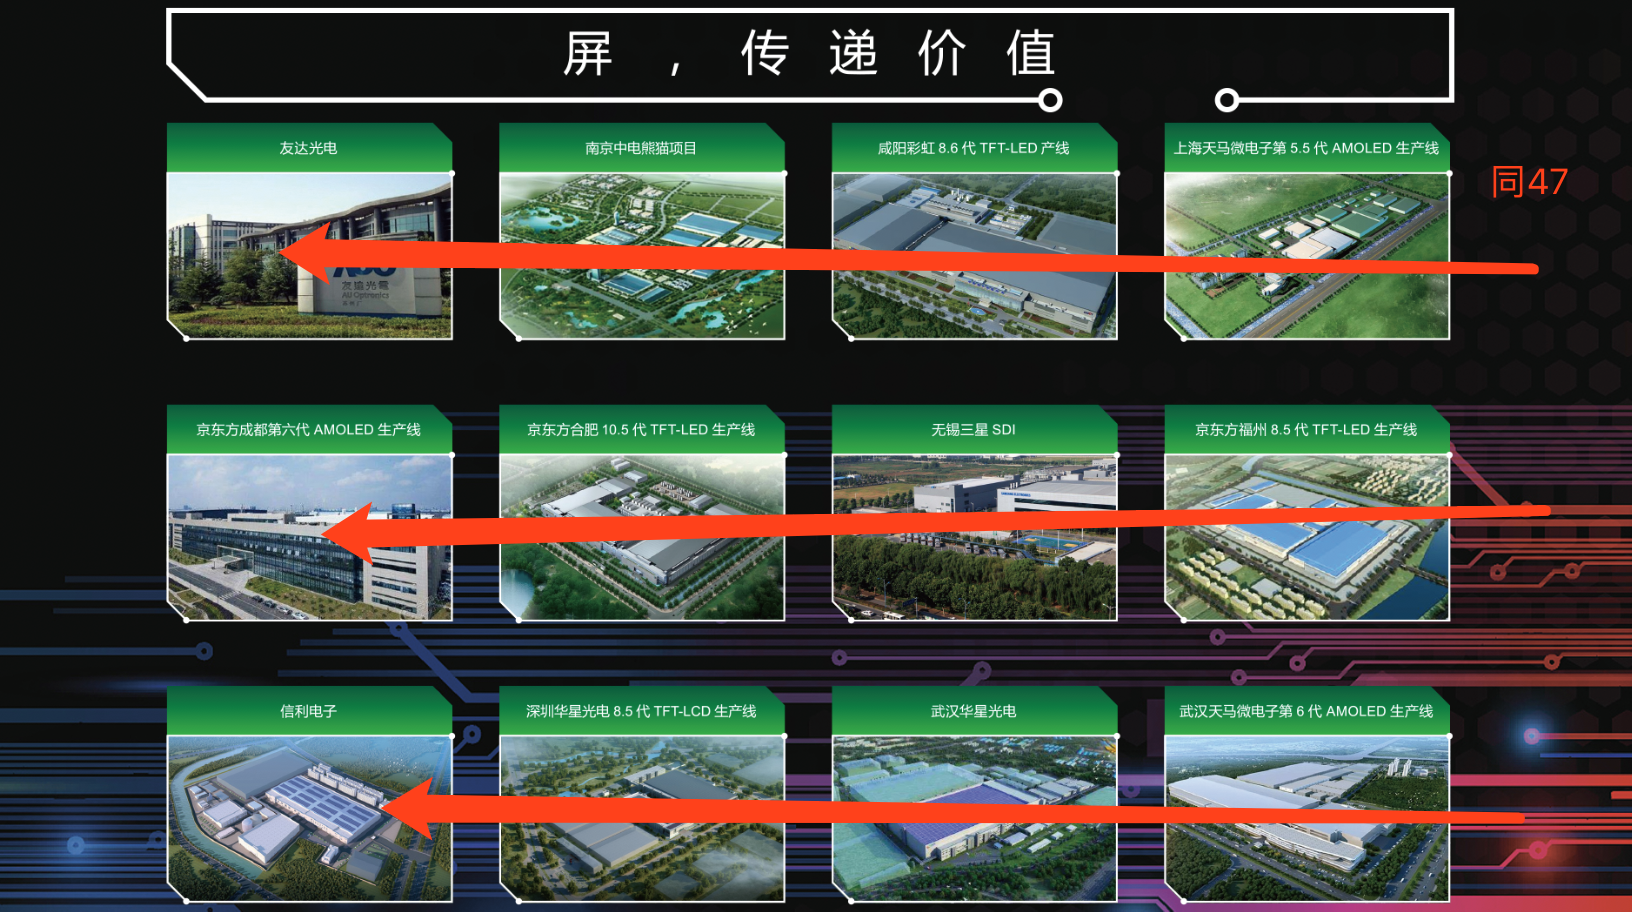 屏，传递价值
友达光电
南京中电熊猫项目
咸阳彩虹 8.6 代 TFT-LED 产线
上海天马微电子第 5.5 代 AMOLED 生产线
同47
友達光電
AU Optronics
京东方成都第六代 AMOLED 生产线
京东方合肥 10.5 代 TFT-LED 生产线
无锡三星 SDI
京东方福州 8.5 代 TFT-LED 生产线
信利电子
深圳华星光电 8.5 代 TFT-LCD 生产线
武汉华星光电
武汉天马微电子第 6 代 AMOLED 生产线